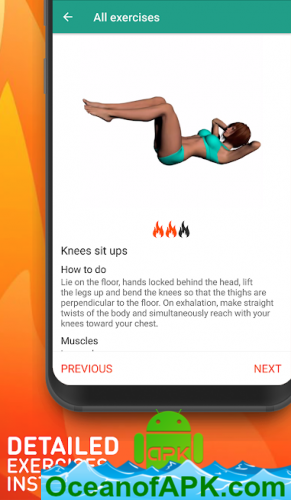 All exercises
Knees sit ups
How to do
Lie on the floor, hands locked behind the head, lift
the legs up and bend the knees so that the thighs are
perpendicular to the floor. On exhalation, make straight
twists of the body and simultaneously reach with your
knees toward your chest.
Muscles
PREVIOUS NEXT
DETAILED
EXERCISES
APK
OceanofAPK.com